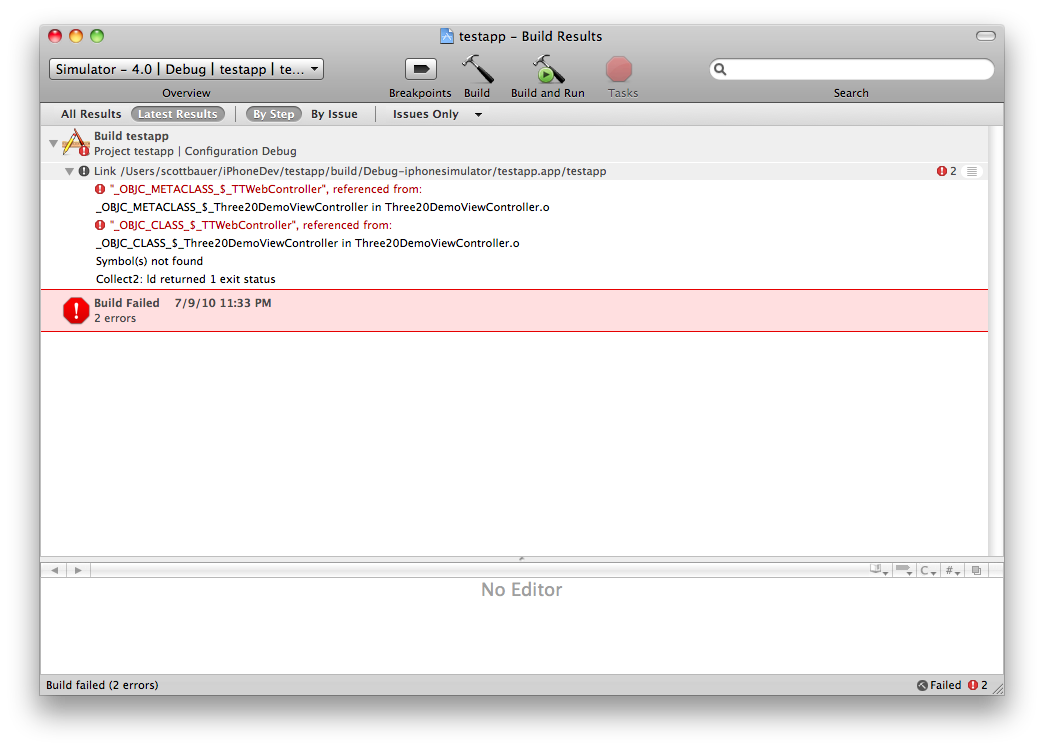 testapp – Build Results
Simulator – 4.0 | Debug | testapp | te...
Overview
Breakpoints
Build
Build and Run
Tasks
Search
All Results
Latest Results
By Step
By Issue
Issues Only
Build testapp
Project testapp | Configuration Debug
Link /Users/scottbauer/iPhoneDev/testapp/build/Debug-iphonesimulator/testapp.app/testapp
2
"_OBJC_METACLASS_$_TTWebController", referenced from:
_OBJC_METACLASS_$_Three20DemoViewController in Three20DemoViewController.o
"_OBJC_CLASS_$_TTWebController", referenced from:
_OBJC_CLASS_$_Three20DemoViewController in Three20DemoViewController.o
Symbol(s) not found
Collect2: ld returned 1 exit status
Build Failed 7/9/10 11:33 PM
2 errors
C
#
No Editor
Build failed (2 errors)
Failed
2